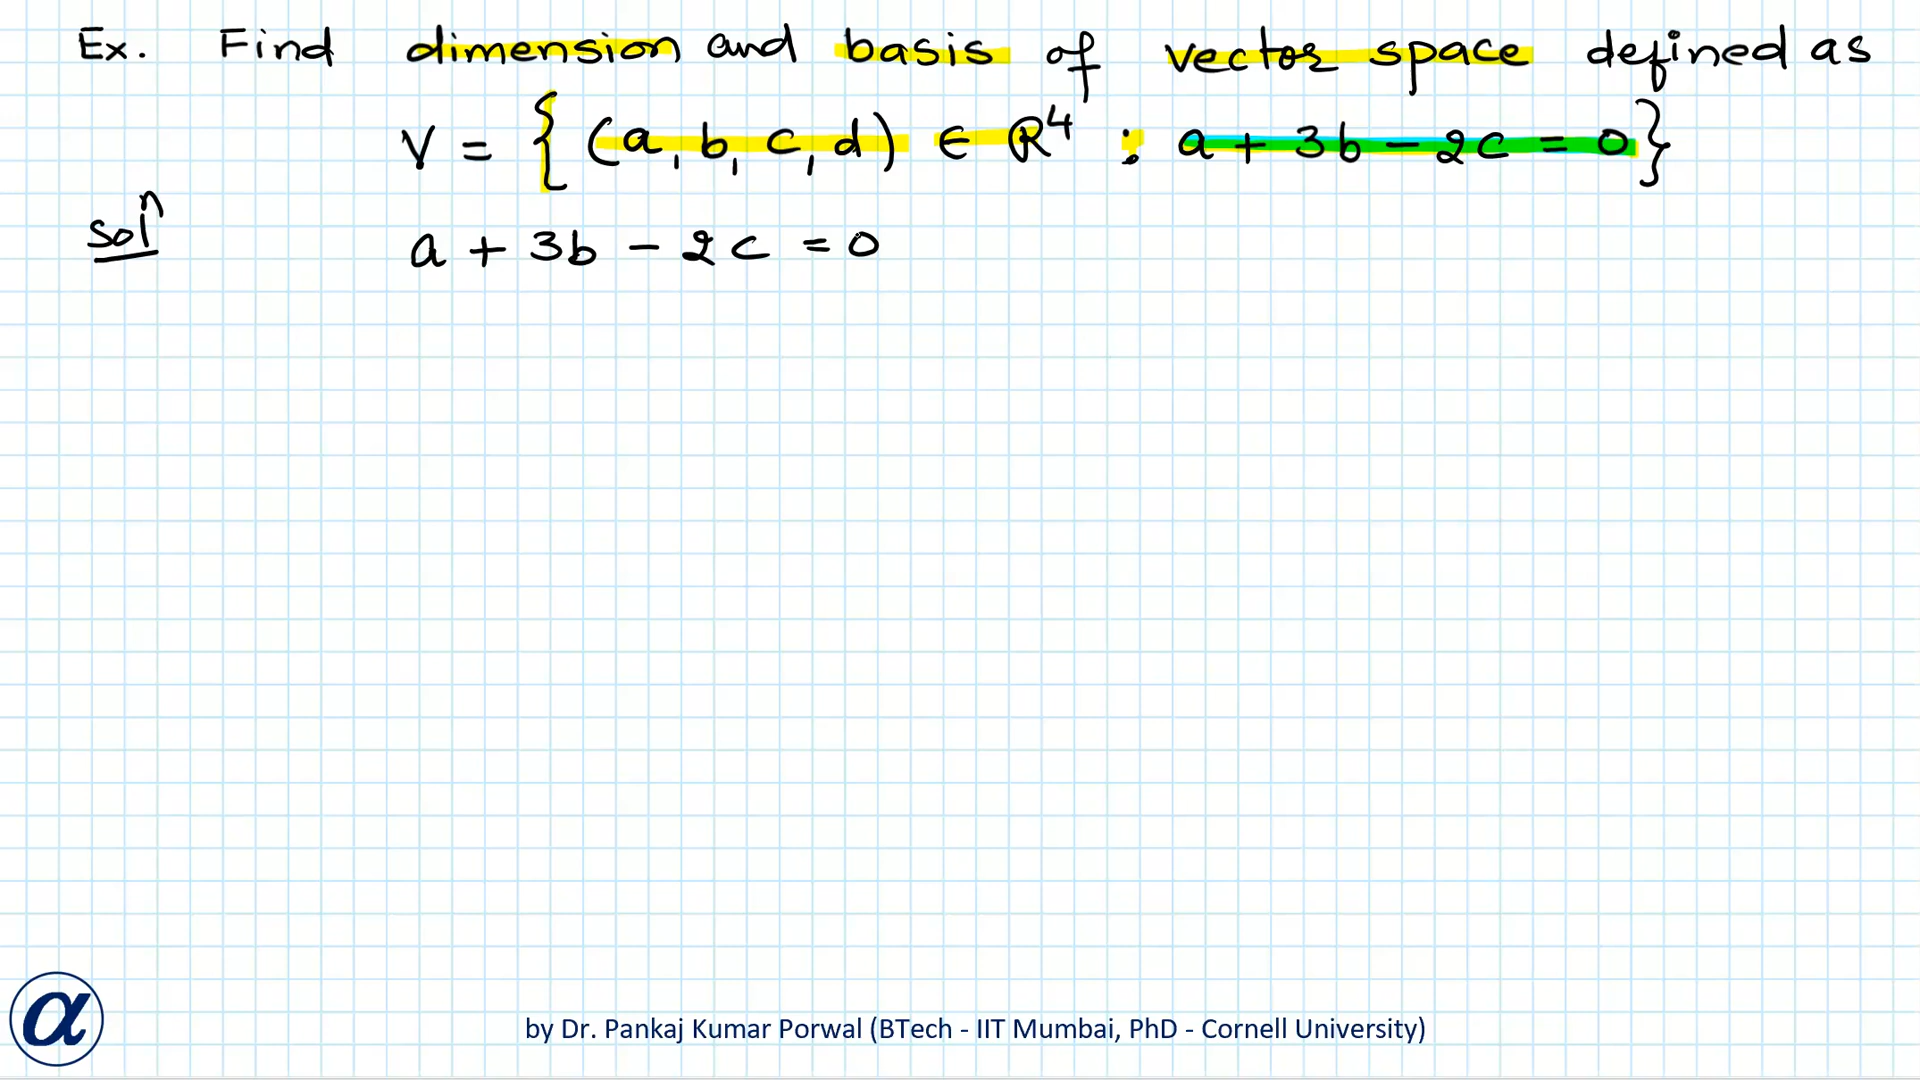 Ex. Find dimension and basis of vector space defined as
V = { (a, b, c, d) ∈ R⁴ : a + 3b - 2c = 0 }
solⁿ a + 3b - 2c = 0
α
by Dr. Pankaj Kumar Porwal (BTech - IIT Mumbai, PhD - Cornell University)